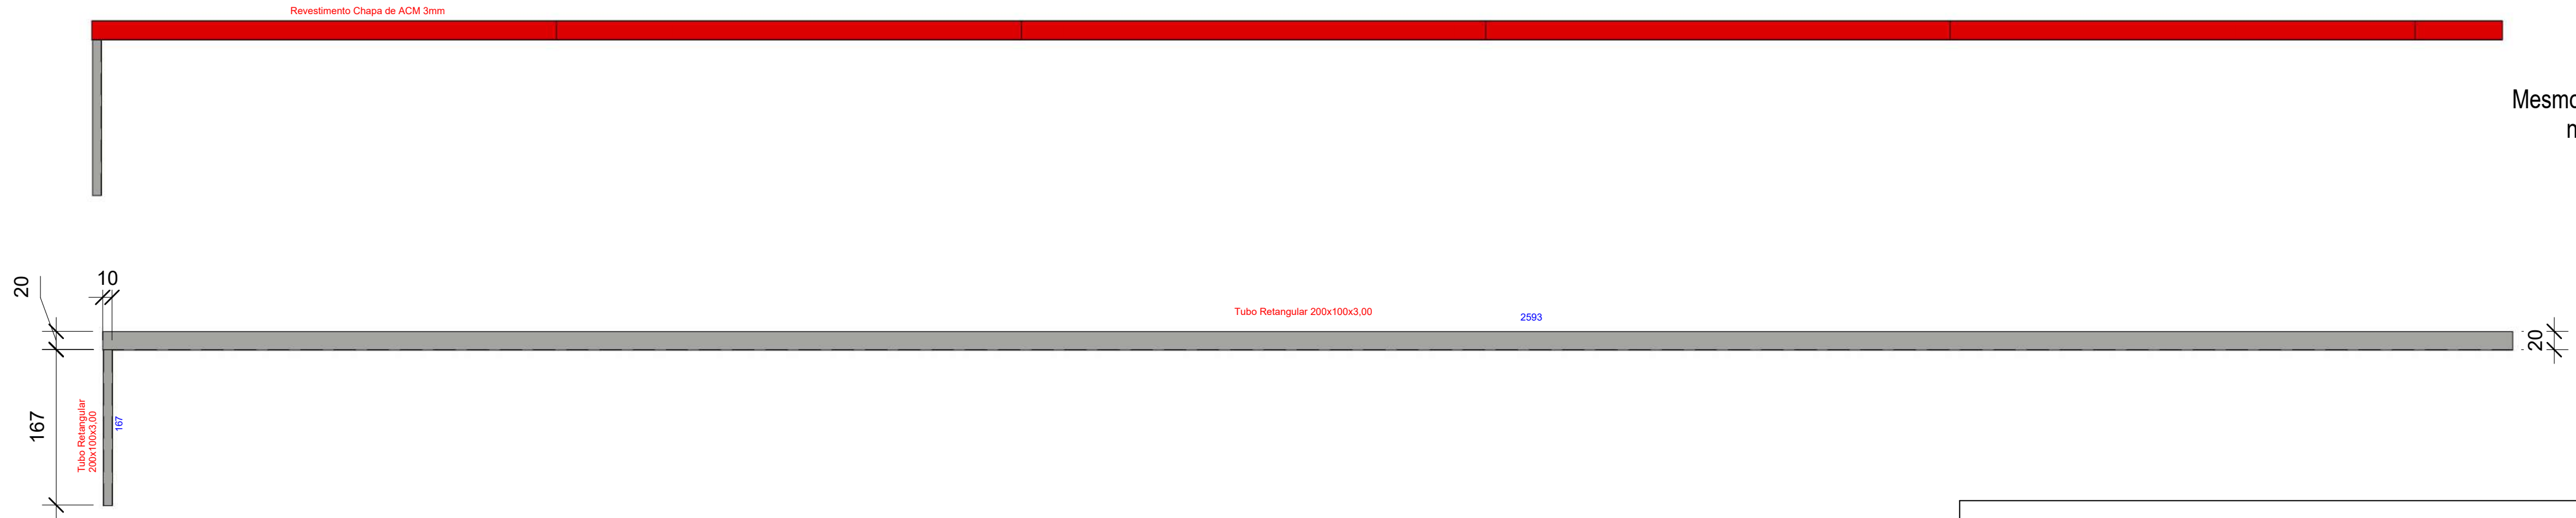 Revestimento Chapa de ACM 3mm
Mesmo
n
20
10
Tubo Retangular 200x100x3,00
2593
20
167
Tubo Retangular
200x100x3,00
167